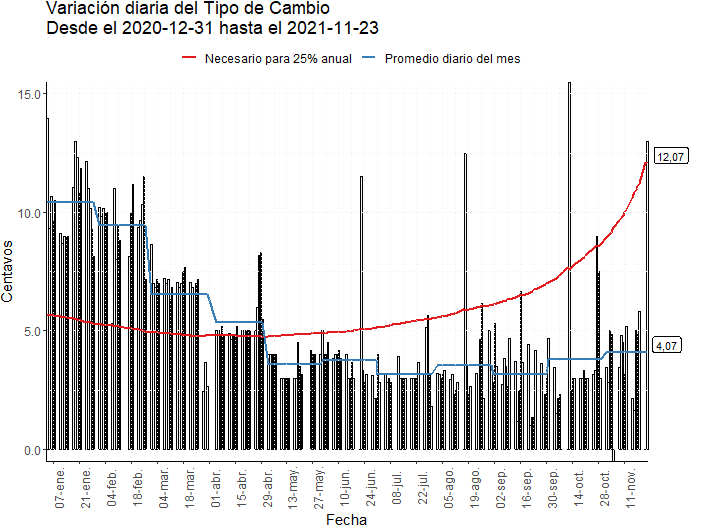 Variación diaria del Tipo de Cambio
Desde el 2020-12-31 hasta el 2021-11-23
Necesario para 25% anual
Promedio diario del mes
15.0
10.0
5.0
0.0
Centavos
12,07
4,07
07-ene.
21-ene.
04-feb.
18-feb.
04-mar.
18-mar.
01-abr.
15-abr.
29-abr.
13-may.
27-may.
10-jun.
24-jun.
08-jul.
22-jul.
05-ago.
19-ago.
02-sep.
16-sep.
30-sep.
14-oct.
28-oct.
11-nov.
Fecha